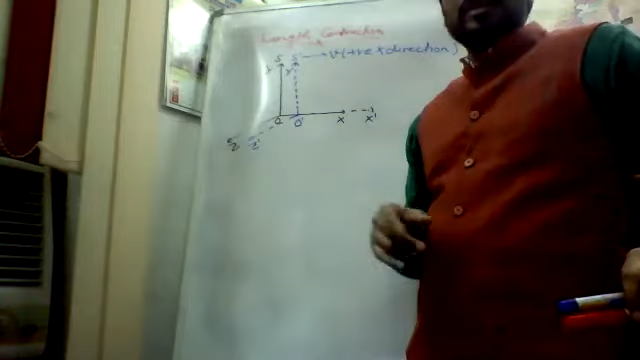 Length Contraction
S S' → v (+ve x direction)
y y'
O O' x x'
z z'